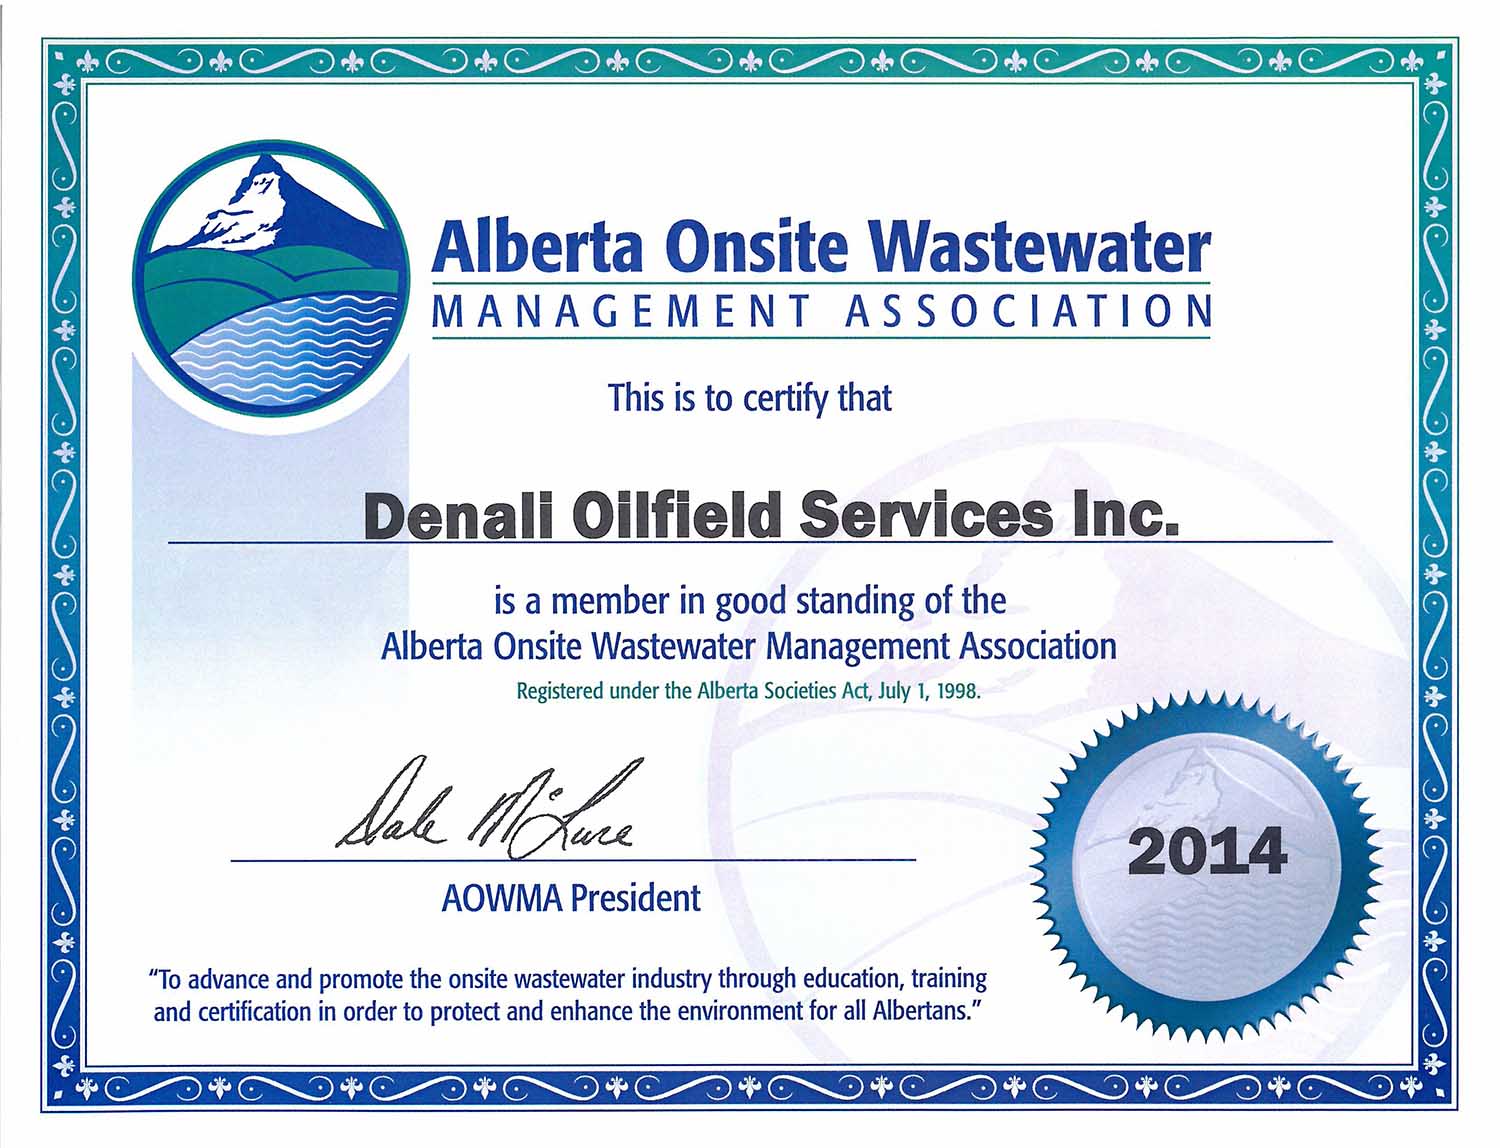 Alberta Onsite Wastewater
MANAGEMENT ASSOCIATION
This is to certify that
Denali Oilfield Services Inc.
is a member in good standing of the
Alberta Onsite Wastewater Management Association
Registered under the Alberta Societies Act, July 1, 1998.
Dale McLure
AOWMA President
2014
“To advance and promote the onsite wastewater industry through education, training
and certification in order to protect and enhance the environment for all Albertans.”